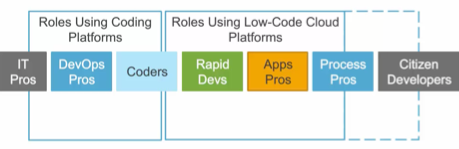 Roles Using Coding
Platforms
Roles Using Low-Code Cloud
Platforms
IT
Pros
DevOps
Pros
Coders
Rapid
Devs
Apps
Pros
Process
Pros
Citizen
Developers